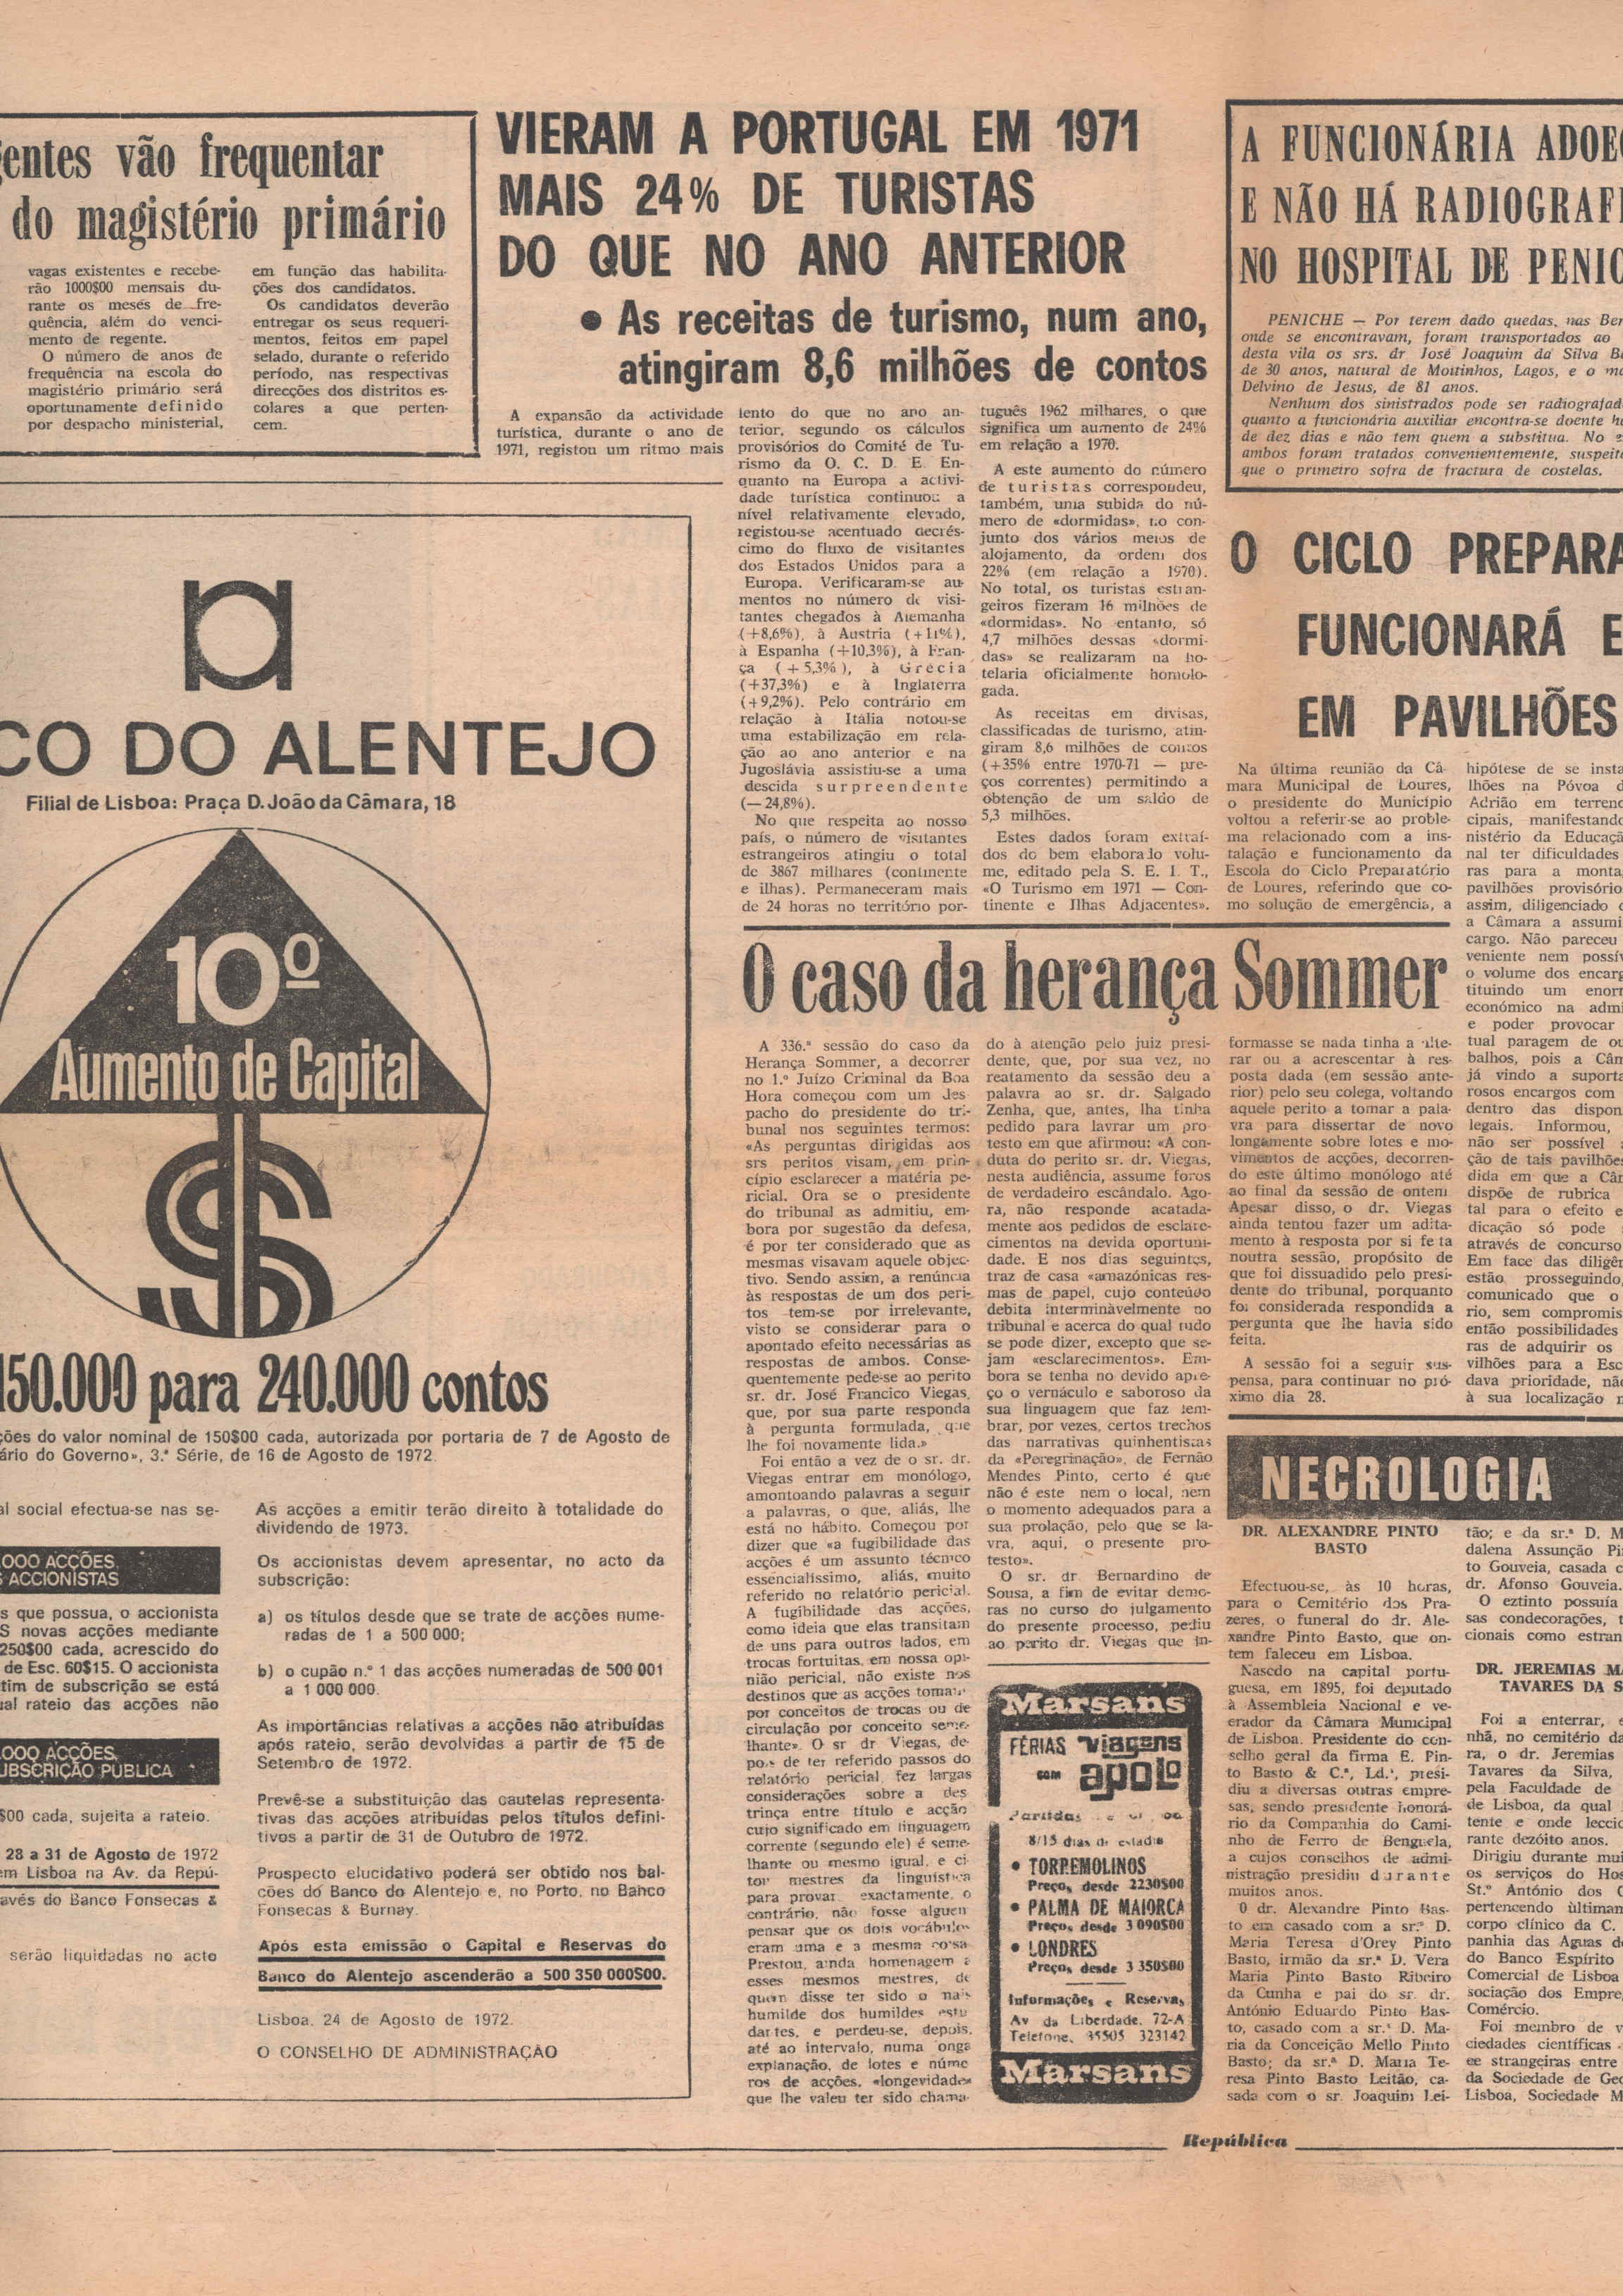 entes vão frequentar
do magistério primário
vagas existentes e recebe-
rão 1000$00 mensais du-
rante os meses de fre-
quência, além do venci-
mento de regente.
O número de anos de
frequência na escola do
magistério primário será
oportunamente definido
por despacho ministerial,
em função das habilita-
ções dos candidatos.
Os candidatos deverão
entregar os seus requeri-
mentos, feitos em papel
selado, durante o referido
período, nas respectivas
direcções dos distritos es-
colares a que perten-
cem.
VIERAM A PORTUGAL EM 1971
MAIS 24% DE TURISTAS
DO QUE NO ANO ANTERIOR
● As receitas de turismo, num ano,
atingiram 8,6 milhões de contos
A expansão da actividade
turística, durante o ano de
1971, registou um ritmo mais
lento do que no ano an-
terior, segundo os cálculos
provisórios do Comité de Tu-
rismo da O. C. D. E. En-
quanto na Europa a activi-
dade turística continuou a
nível relativamente elevado,
registou-se acentuado decrés-
cimo do fluxo de visitantes
dos Estados Unidos para a
Europa. Verificaram-se au-
mentos no número de visi-
tantes chegados à Alemanha
(+8,6%), à Austria (+11%),
à Espanha (+10,3%), à Fran-
ça (+5,3%), à Grécia
(+37,3%) e à Inglaterra
(+9,2%). Pelo contrário em
relação à Itália notou-se
uma estabilização em rela-
ção ao ano anterior e na
Jugoslávia assistiu-se a uma
descida surpreendente
(—24,8%).
No que respeita ao nosso
país, o número de visitantes
estrangeiros atingiu o total
de 3867 milhares (continente
e ilhas). Permaneceram mais
de 24 horas no território por-
tuguês 1962 milhares, o que
significa um aumento de 24%
em relação a 1970.
A este aumento do número
de turistas correspondeu,
também, uma subida do nú-
mero de «dormidas», no con-
junto dos vários meios de
alojamento, da ordem dos
22% (em relação a 1970).
No total, os turistas estran-
geiros fizeram 16 milhões de
«dormidas». No entanto, só
4,7 milhões dessas «dormi-
das» se realizaram na ho-
telaria oficialmente homolo-
gada.
As receitas em divisas,
classificadas de turismo, atin-
giram 8,6 milhões de contos
(+35% entre 1970-71 — pre-
ços correntes) permitindo a
obtenção de um saldo de
5,3 milhões.
Estes dados foram extraí-
dos do bem elaborado volu-
me, editado pela S. E. I. T.,
«O Turismo em 1971 — Con-
tinente e Ilhas Adjacentes».
A FUNCIONÁRIA ADOE
E NÃO HÁ RADIOGRAFI
NO HOSPITAL DE PENIC
PENICHE — Por terem dado quedas, nas Ber
onde se encontravam, foram transportados ao
desta vila os srs. dr José Joaquim da Silva B
de 30 anos, natural de Moitinhos, Lagos, e o m
Delvino de Jesus, de 81 anos.
Nenhum dos sinistrados pode ser radiografad
quanto a funcionária auxiliar encontra-se doente h
de dez dias e não tem quem a substitua. No e
ambos foram tratados convenientemente, suspeit
que o primeiro sofra de fractura de costelas.
O CICLO PREPARA
FUNCIONARÁ E
EM PAVILHÕES
Na última reunião da Câ-
mara Municipal de Loures,
o presidente do Município
voltou a referir-se ao proble-
ma relacionado com a ins-
talação e funcionamento da
Escola do Ciclo Preparatório
de Loures, referindo que co-
mo solução de emergência, a
hipótese de se insta
lhões na Póvoa d
Adrião em terreno
cipais, manifestando
nistério da Educaçã
nal ter dificuldades
ras para a monta
pavilhões provisório
assim, diligenciado
a Câmara a assumi
cargo. Não pareceu
veniente nem possív
o volume dos encarg
tituindo um enorm
económico na admi
e poder provocar
tual paragem de ou
balhos, pois a Câm
já vindo a suporta
rosos encargos com
dentro das dispon
legais. Informou,
não ser possível
ção de tais pavilhões
dida em que a Câm
dispõe de rubrica
tal para o efeito e
dicação só pode
através de concurso
Em face das diligên
estão prosseguindo,
comunicado que o
rio, sem compromis
então possibilidades
ras de adquirir os
vilhões para a Esc
dava prioridade, não
à sua localização n
CO DO ALENTEJO
Filial de Lisboa: Praça D. João da Câmara, 18
10º
Aumento de Capital
150.000 para 240.000 contos
ções do valor nominal de 150$00 cada, autorizada por portaria de 7 de Agosto de
ário do Governo», 3.ª Série, de 16 de Agosto de 1972.
al social efectua-se nas se-
.000 ACÇÕES,
S ACCIONISTAS
s que possua, o accionista
S novas acções mediante
250$00 cada, acrescido do
de Esc. 60$15. O accionista
tim de subscrição se está
ual rateio das acções não
.000 ACÇÕES,
UBSCRIÇÃO PÚBLICA
$00 cada, sujeita a rateio.
28 a 31 de Agosto de 1972
em Lisboa na Av. da Repú-
avés do Banco Fonsecas &
serão liquidadas no acto
As acções a emitir terão direito à totalidade do
dividendo de 1973.
Os accionistas devem apresentar, no acto da
subscrição:
a) os títulos desde que se trate de acções nume-
radas de 1 a 500 000;
b) o cupão n.º 1 das acções numeradas de 500 001
a 1 000 000.
As importâncias relativas a acções não atribuídas
após rateio, serão devolvidas a partir de 15 de
Setembro de 1972.
Prevê-se a substituição das cautelas representa-
tivas das acções atribuídas pelos títulos defini-
tivos a partir de 31 de Outubro de 1972.
Prospecto elucidativo poderá ser obtido nos bal-
cões do Banco do Alentejo e, no Porto, no Banco
Fonsecas & Burnay.
Após esta emissão o Capital e Reservas do
Banco do Alentejo ascenderão a 500 350 000$00.
Lisboa, 24 de Agosto de 1972.
O CONSELHO DE ADMINISTRAÇÃO
O caso da herança Sommer
A 336.ª sessão do caso da
Herança Sommer, a decorrer
no 1.º Juízo Criminal da Boa
Hora começou com um des
pacho do presidente do tri-
bunal nos seguintes termos:
«As perguntas dirigidas aos
srs peritos visam, em prin-
cípio esclarecer a matéria pe-
ricial. Ora se o presidente
do tribunal as admitiu, em-
bora por sugestão da defesa,
é por ter considerado que as
mesmas visavam aquele objec-
tivo. Sendo assim, a renúncia
às respostas de um dos peri-
tos tem-se por irrelevante,
visto se considerar para o
apontado efeito necessárias as
respostas de ambos. Conse-
quentemente pede-se ao perito
sr. dr. José Francico Viegas,
que, por sua parte responda
à pergunta formulada, que
lhe foi novamente lida.»
Foi então a vez de o sr. dr.
Viegas entrar em monólogo,
amontoando palavras a seguir
a palavras, o que, aliás, lhe
está no hábito. Começou por
dizer que «a fugibilidade das
acções é um assunto técnico
essencialíssimo, aliás, muito
referido no relatório pericial.
A fugibilidade das acções,
como ideia que elas transitam
de uns para outros lados, em
trocas fortuitas, em nossa opi-
nião pericial, não existe nos
destinos que as acções tomam
por conceitos de trocas ou de
circulação por conceito seme-
lhante». O sr dr Viegas, de-
pois de ter referido passos do
relatório pericial, fez largas
considerações sobre a des
trinça entre título e acção
cujo significado em linguagem
corrente (segundo ele) é seme-
lhante ou mesmo igual, e ci
tou mestres da linguística
para provar exactamente, o
contrário, não fosse alguém
pensar que os dois vocábulos
eram uma e a mesma coisa
Prestou, ainda homenagem a
esses mesmos mestres, de
quem disse ter sido o mais
humilde dos humildes estu
dantes, e perdeu-se, depois,
até ao intervalo, numa longa
explanação, de lotes e núme
ros de acções, «longevidade»
que lhe valeu ter sido chama-
do à atenção pelo juiz presi-
dente, que, por sua vez, no
reatamento da sessão deu a
palavra ao sr. dr. Salgado
Zenha, que, antes, lha tinha
pedido para lavrar um pro-
testo em que afirmou: «A con-
duta do perito sr. dr. Viegas,
nesta audiência, assume foros
de verdadeiro escândalo. Ago-
ra, não responde acatada-
mente aos pedidos de esclare-
cimentos na devida oportuni-
dade. E nos dias seguintes,
traz de casa «amazónicas res-
mas de papel, cujo conteúdo
debita interminàvelmente no
tribunal e acerca do qual tudo
se pode dizer, excepto que se-
jam «esclarecimentos». Em-
bora se tenha no devido apre-
ço o vernáculo e saboroso da
sua linguagem que faz lem-
brar, por vezes, certos trechos
das narrativas quinhentistas
da «Peregrinação», de Fernão
Mendes Pinto, certo é que
não é este nem o local, nem
o momento adequados para a
sua prolação, pelo que se la-
vra, aqui, o presente pro-
testo».
O sr. dr. Bernardino de
Sousa, a fim de evitar demo-
ras no curso do julgamento
do presente processo, pediu
ao perito dr. Viegas que in-
formasse se nada tinha a alte-
rar ou a acrescentar à res-
posta dada (em sessão ante-
rior) pelo seu colega, voltando
aquele perito a tomar a pala-
vra para dissertar de novo
longamente sobre lotes e mo-
vimentos de acções, decorren-
do este último monólogo até
ao final da sessão de ontem
Apesar disso, o dr. Viegas
ainda tentou fazer um adita-
mento à resposta por si feita
noutra sessão, propósito de
que foi dissuadido pelo presi-
dente do tribunal, porquanto
foi considerada respondida a
pergunta que lhe havia sido
feita.
A sessão foi a seguir sus-
pensa, para continuar no pró-
ximo dia 28.
Marsans
FÉRIAS viagens
com apolo
Partidas
8/15 dias de estadia
• TORREMOLINOS
Preços desde 2230$00
• PALMA DE MAIORCA
Preços desde 3 090$00
• LONDRES
Preços desde 3 350$00
Informações e Reservas
Av da Liberdade, 72-A
Telefone, 35505 323142
Marsans
NECROLOGIA
DR. ALEXANDRE PINTO
BASTO
Efectuou-se, às 10 horas,
para o Cemitério dos Pra-
zeres, o funeral do dr. Ale-
xandre Pinto Basto, que on-
tem faleceu em Lisboa.
Nascdo na capital portu-
guesa, em 1895, foi deputado
à Assembleia Nacional e ve-
erador da Câmara Municipal
de Lisboa. Presidente do con-
selho geral da firma E. Pin-
to Basto & C.ª, Ld.ª, presi-
diu a diversas outras empre-
sas, sendo presidente honorá-
rio da Companhia do Cami-
nho de Ferro de Benguela,
a cujos conselhos de admi-
nistração presidiu durante
muitos anos.
O dr. Alexandre Pinto Bas-
to era casado com a sr.ª D.
Maria Teresa d'Orey Pinto
Basto, irmão da sr.ª D. Vera
Maria Pinto Basto Ribeiro
da Cunha e pai do sr. dr.
António Eduardo Pinto Bas-
to, casado com a sr.ª D. Ma-
ria da Conceição Mello Pinto
Basto; da sr.ª D. Maria Te-
resa Pinto Basto Leitão, ca-
sada com o sr. Joaquim Lei-
tão; e da sr.ª D. M
dalena Assunção Pi
to Gouveia, casada c
dr. Afonso Gouveia.
O eztinto possuía
sas condecorações, t
cionais como estran
DR. JEREMIAS MA
TAVARES DA S
Foi a enterrar, e
nhã, no cemitério da
ra, o dr. Jeremias
Tavares da Silva,
pela Faculdade de
de Lisboa, da qual
tente e onde leccio
rante dezóito anos.
Dirigiu durante mui
os serviços do Hos
St.º António dos C
pertencendo ùltiman
corpo clínico da C.
panhia das Aguas de
do Banco Espírito
Comercial de Lisboa
sociação dos Empre
Comércio.
Foi membro de v
ciedades científicas
ee strangeiras entre
da Sociedade de Geo
Lisboa, Sociedade M
República